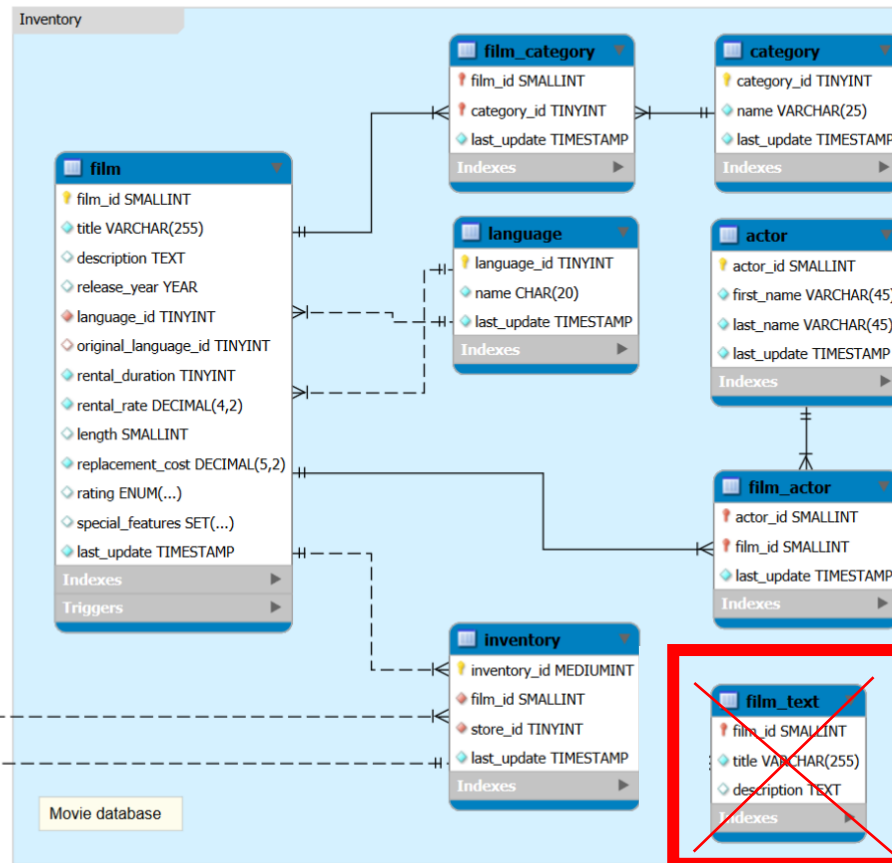 Inventory
film_category
film_id SMALLINT
category_id TINYINT
last_update TIMESTAMP
Indexes
category
category_id TINYINT
name VARCHAR(25)
last_update TIMESTAMP
Indexes
film
film_id SMALLINT
title VARCHAR(255)
description TEXT
release_year YEAR
language_id TINYINT
original_language_id TINYINT
rental_duration TINYINT
rental_rate DECIMAL(4,2)
length SMALLINT
replacement_cost DECIMAL(5,2)
rating ENUM(...)
special_features SET(...)
last_update TIMESTAMP
Indexes
Triggers
language
language_id TINYINT
name CHAR(20)
last_update TIMESTAMP
Indexes
actor
actor_id SMALLINT
first_name VARCHAR(45)
last_name VARCHAR(45)
last_update TIMESTAMP
Indexes
film_actor
actor_id SMALLINT
film_id SMALLINT
last_update TIMESTAMP
Indexes
inventory
inventory_id MEDIUMINT
film_id SMALLINT
store_id TINYINT
last_update TIMESTAMP
Indexes
film_text
film_id SMALLINT
title VARCHAR(255)
description TEXT
Indexes
Movie database